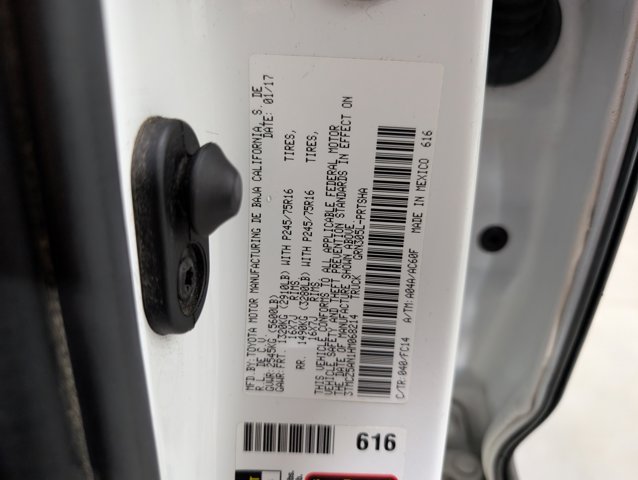 MFD.BY: TOYOTA MOTOR MANUFACTURING DE BAJA CALIFORNIA, S. DE
R.L. DE C.V. DATE: 01/17
GVWR: 2545KG (5600LB)
GAWR: FRT. 1320KG (2910LB) WITH P245/75R16 TIRES,
16X7J RIMS
RR. 1490KG (3280LB) WITH P245/75R16 TIRES,
16X7J RIMS
THIS VEHICLE CONFORMS TO ALL APPLICABLE FEDERAL MOTOR
VEHICLE SAFETY AND THEFT PREVENTION STANDARDS IN EFFECT ON
THE DATE OF MANUFACTURE SHOWN ABOVE.
3TMCZ5AN1HM068214 TRUCK GRN305L-PRTSHA
C/TR: 040/FC14 A/TM: A04A/AC60F MADE IN MEXICO 616
616